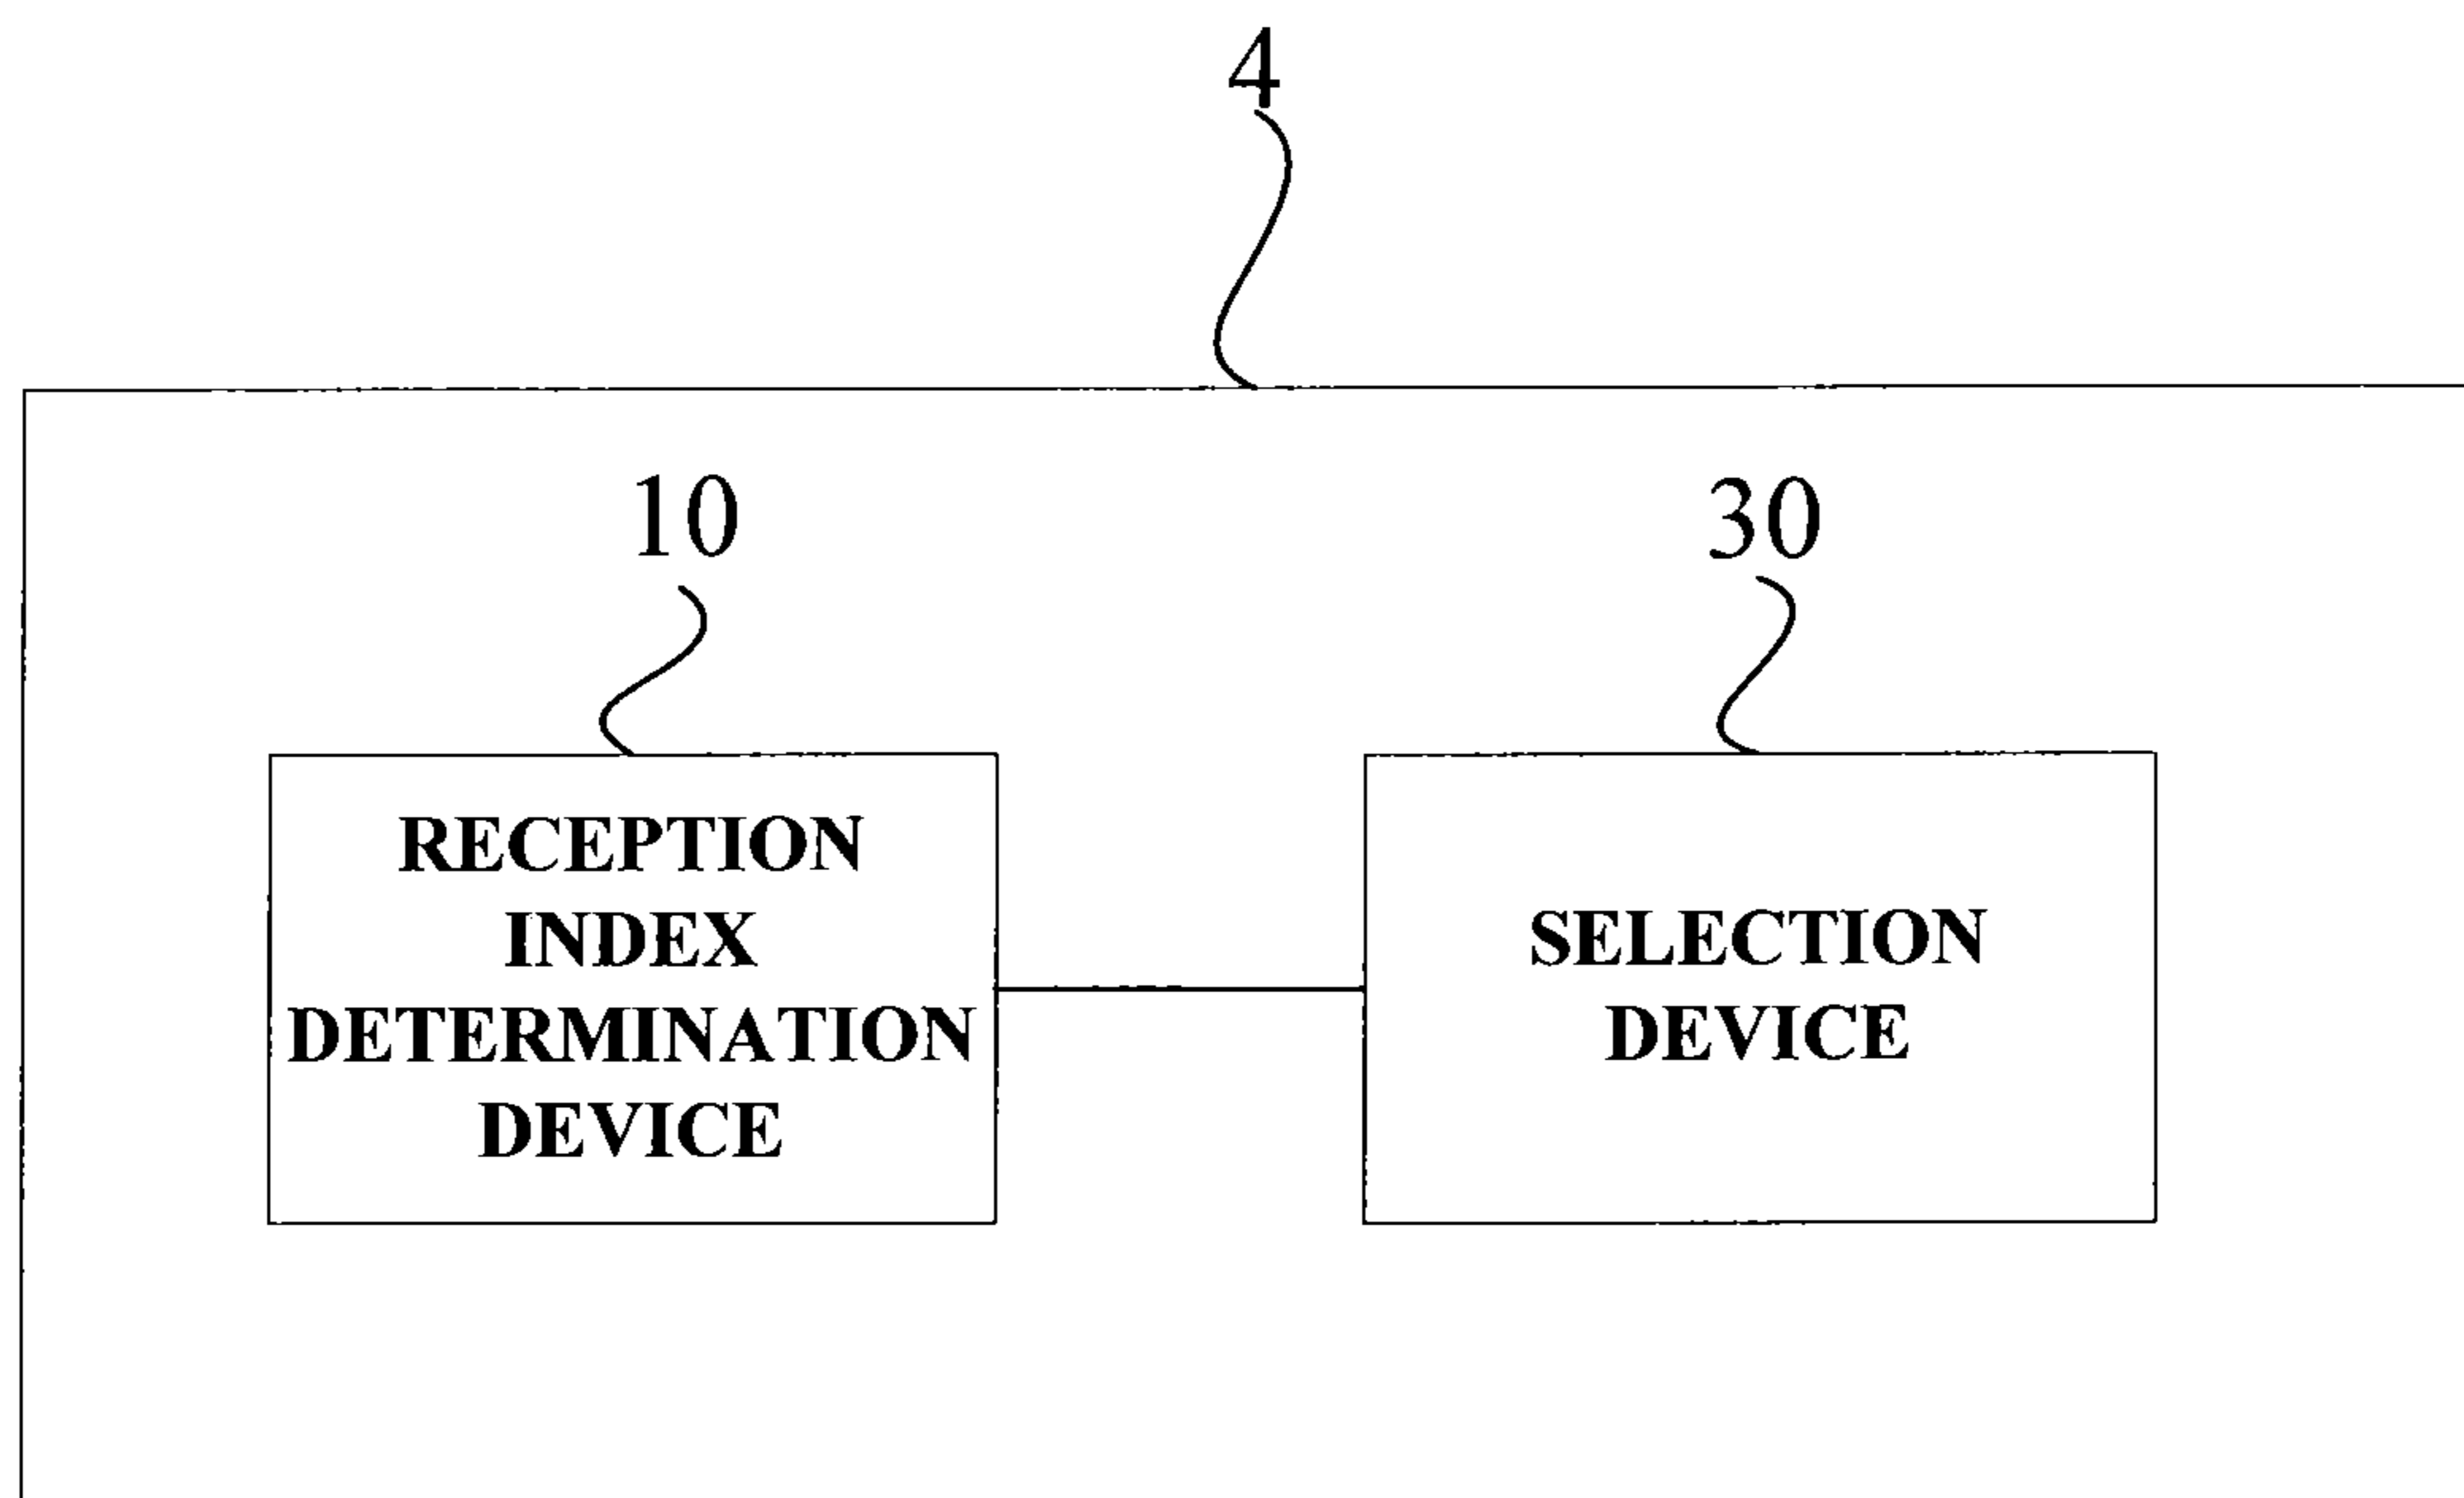 4
10
30
RECEPTION
INDEX
DETERMINATION
DEVICE
SELECTION
DEVICE